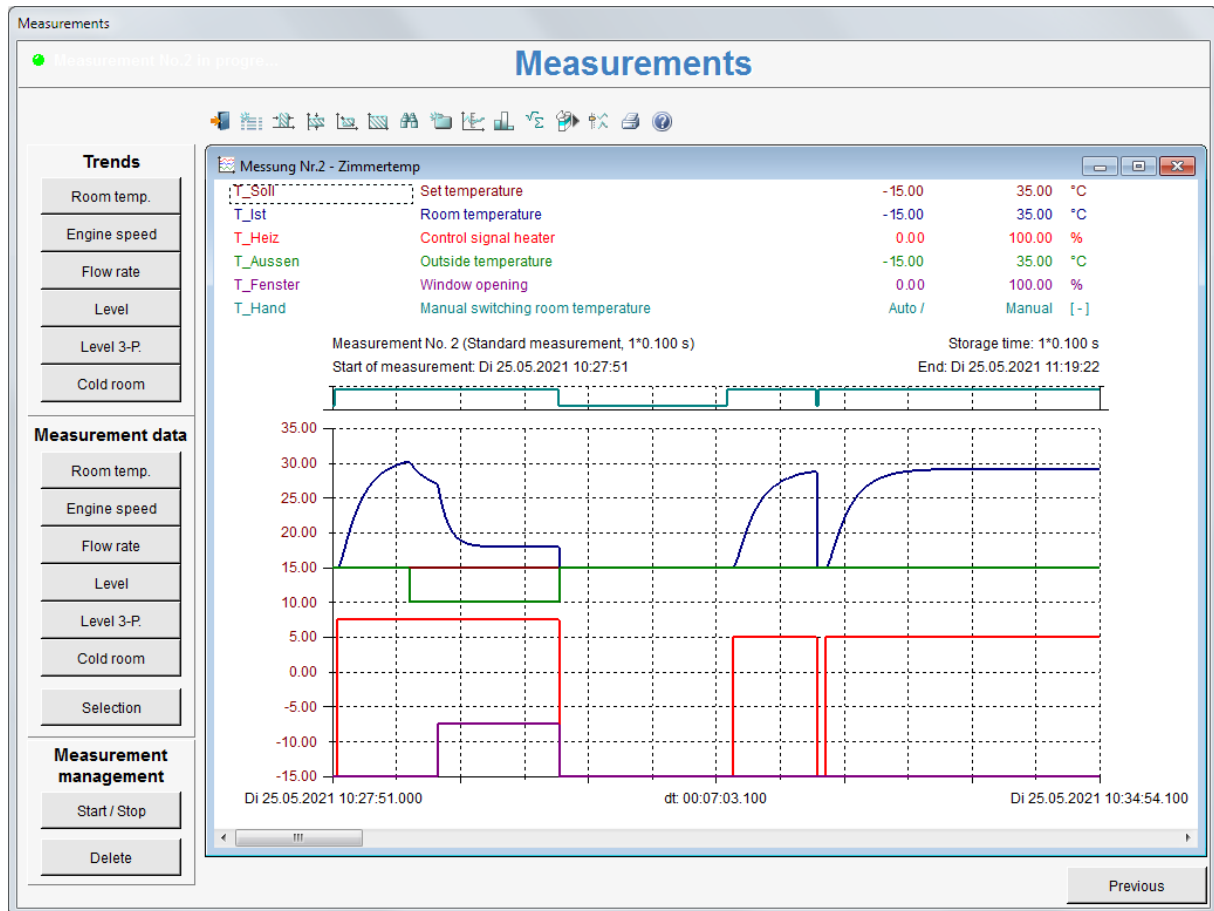 Measurements
Measurement No.2 in progre...
Measurements
Trends
Room temp.
Engine speed
Flow rate
Level
Level 3-P.
Cold room
Measurement data
Room temp.
Engine speed
Flow rate
Level
Level 3-P.
Cold room
Selection
Measurement
management
Start / Stop
Delete
Messung Nr.2 - Zimmertemp
T_Soll Set temperature -15.00 35.00 °C
T_Ist Room temperature -15.00 35.00 °C
T_Heiz Control signal heater 0.00 100.00 %
T_Aussen Outside temperature -15.00 35.00 °C
T_Fenster Window opening 0.00 100.00 %
T_Hand Manual switching room temperature Auto / Manual [ - ]
Measurement No. 2 (Standard measurement, 1*0.100 s) Storage time: 1*0.100 s
Start of measurement: Di 25.05.2021 10:27:51 End: Di 25.05.2021 11:19:22
35.00
30.00
25.00
20.00
15.00
10.00
5.00
0.00
-5.00
-10.00
-15.00
Di 25.05.2021 10:27:51.000 dt: 00:07:03.100 Di 25.05.2021 10:34:54.100
Previous